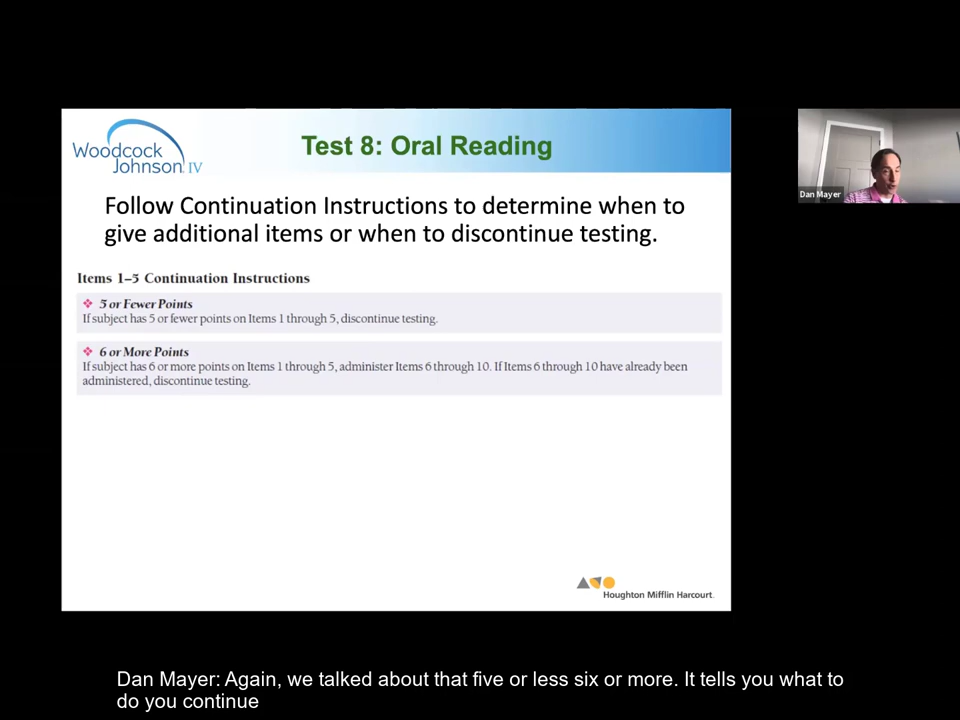 Woodcock
Johnson IV
Test 8: Oral Reading
Dan Mayer
Follow Continuation Instructions to determine when to
give additional items or when to discontinue testing.
Items 1–5 Continuation Instructions
❖ 5 or Fewer Points
If subject has 5 or fewer points on Items 1 through 5, discontinue testing.
❖ 6 or More Points
If subject has 6 or more points on Items 1 through 5, administer Items 6 through 10. If Items 6 through 10 have already been
administered, discontinue testing.
Houghton Mifflin Harcourt.
Dan Mayer: Again, we talked about that five or less six or more. It tells you what to
do you continue